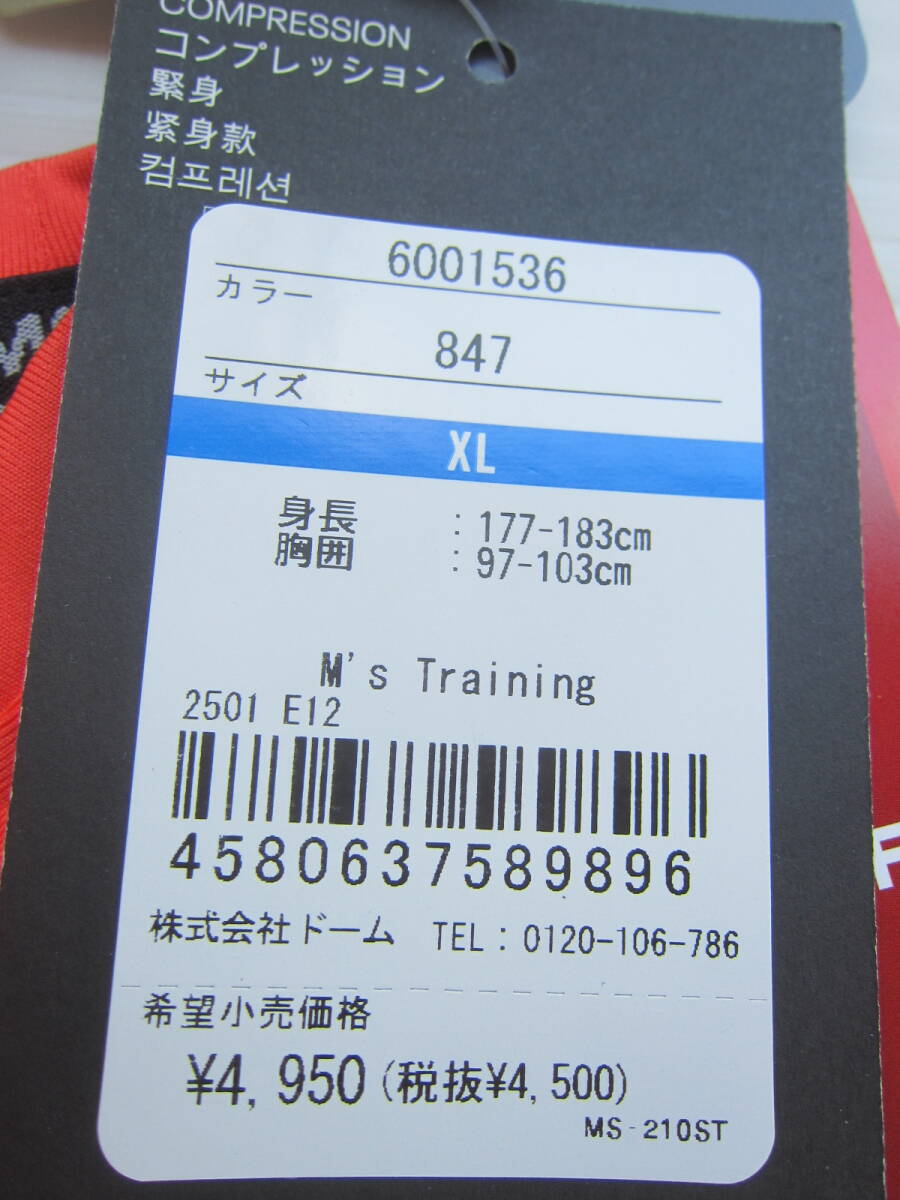 COMPRESSION
コンプレッション
緊身
紧身款
컴프레션
6001536
カラー
847
サイズ
XL
身長 : 177-183cm
胸囲 : 97-103cm
M's Training
2501 E12
4580637589896
株式会社ドーム TEL : 0120-106-786
希望小売価格
¥4,950 (税抜¥4,500)
MS-210ST